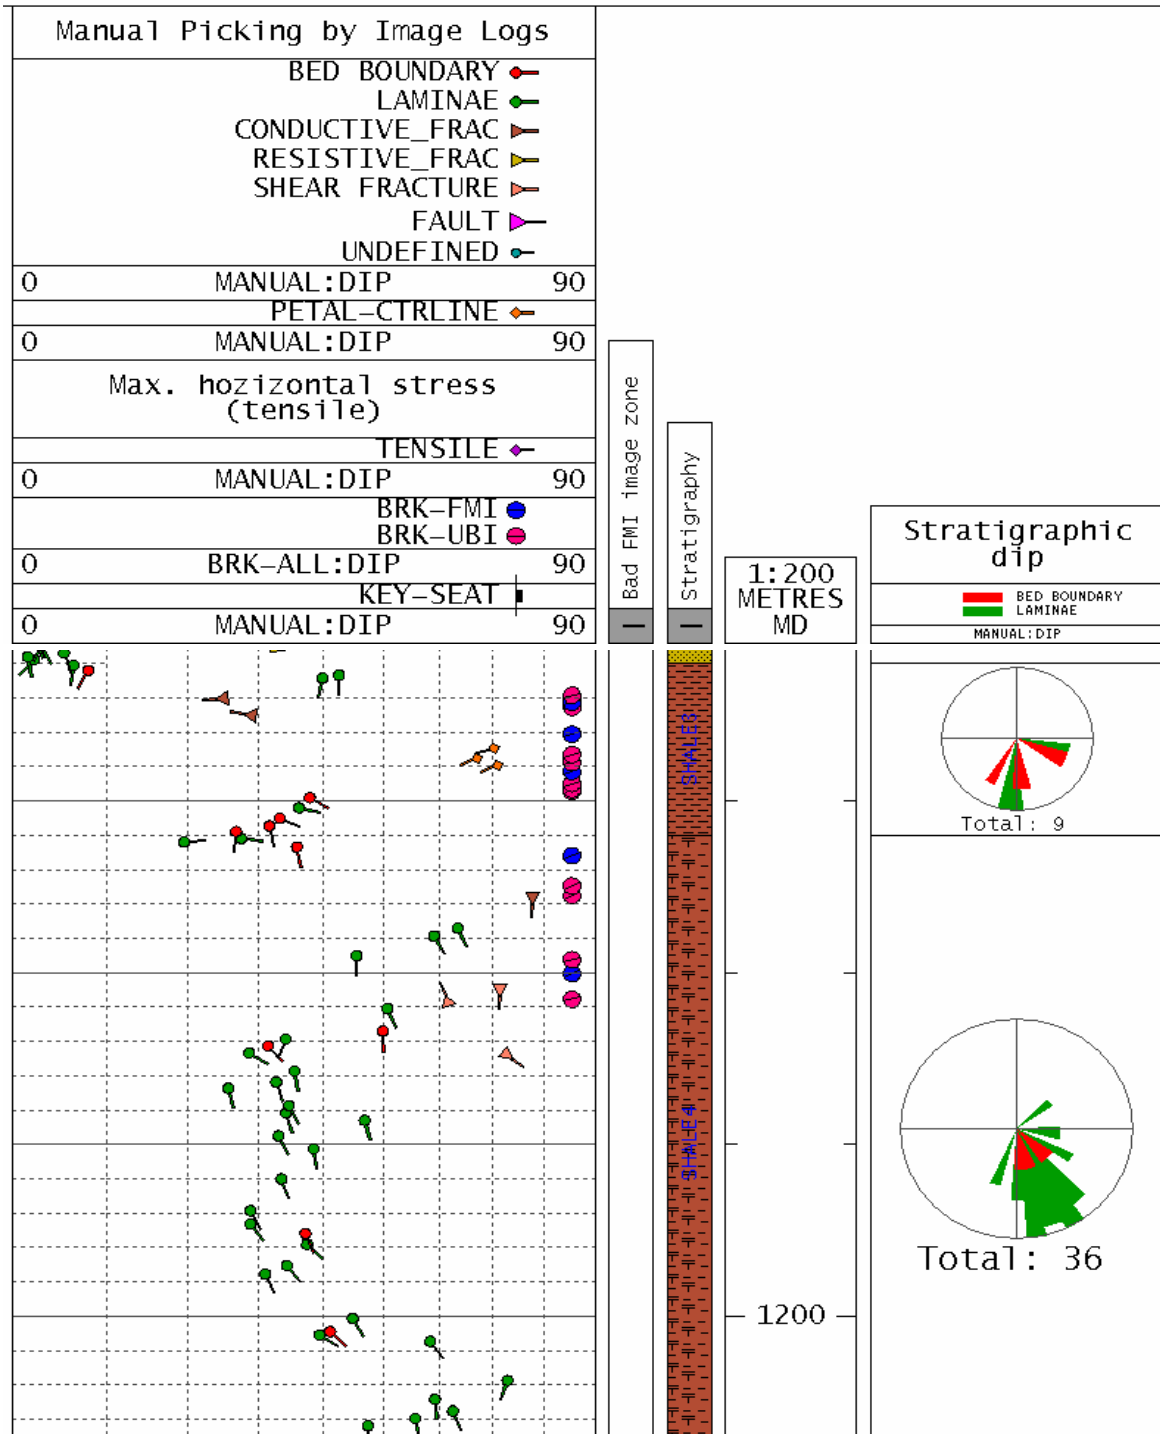 Manual Picking by Image Logs
BED BOUNDARY
LAMINAE
CONDUCTIVE_FRAC
RESISTIVE_FRAC
SHEAR FRACTURE
FAULT
UNDEFINED
0 MANUAL:DIP 90
PETAL-CTRLINE
0 MANUAL:DIP 90
Max. hozizontal stress
(tensile)
TENSILE
0 MANUAL:DIP 90
BRK-FMI
BRK-UBI
0 BRK-ALL:DIP 90
KEY-SEAT
0 MANUAL:DIP 90
Bad FMI image zone
Stratigraphy
1:200
METRES
MD
Stratigraphic
dip
BED BOUNDARY
LAMINAE
MANUAL:DIP
Total: 9
SHALE4
Total: 36
1200